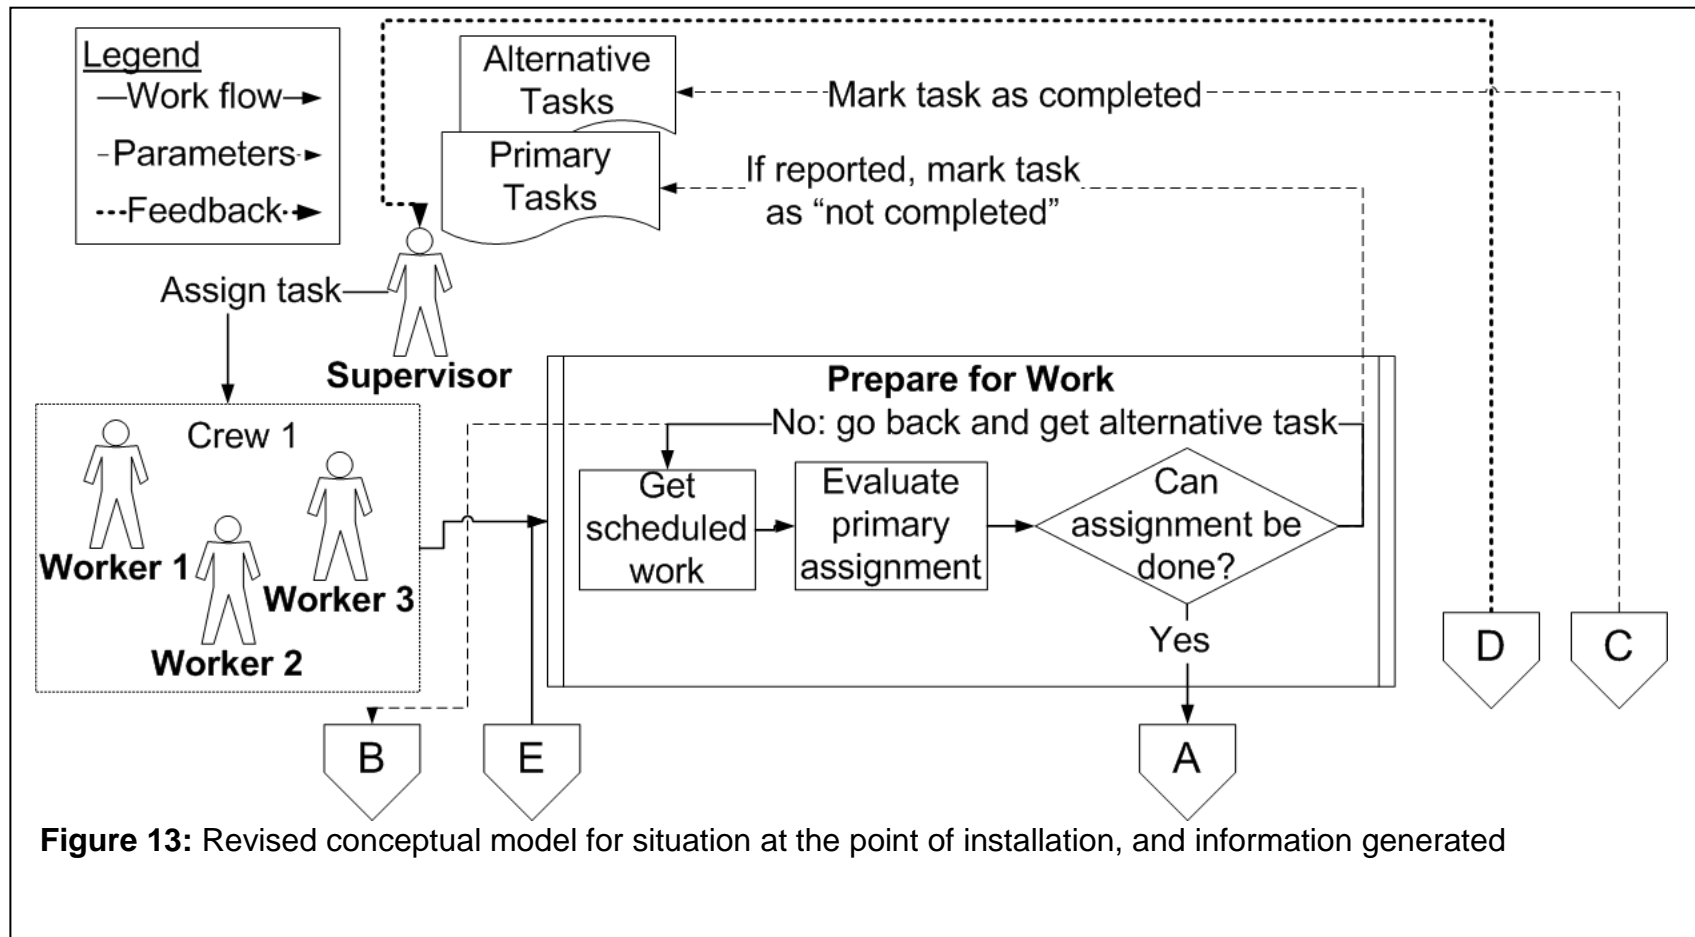 Legend
Work flow
Parameters
Feedback
Alternative
Tasks
Mark task as completed
Primary
Tasks
If reported, mark task
as “not completed”
Assign task
Supervisor
Crew 1
Worker 1
Worker 3
Worker 2
Prepare for Work
No: go back and get alternative task
Get
scheduled
work
Evaluate
primary
assignment
Can
assignment be
done?
Yes
D
C
B
E
A
Figure 13: Revised conceptual model for situation at the point of installation, and information generated